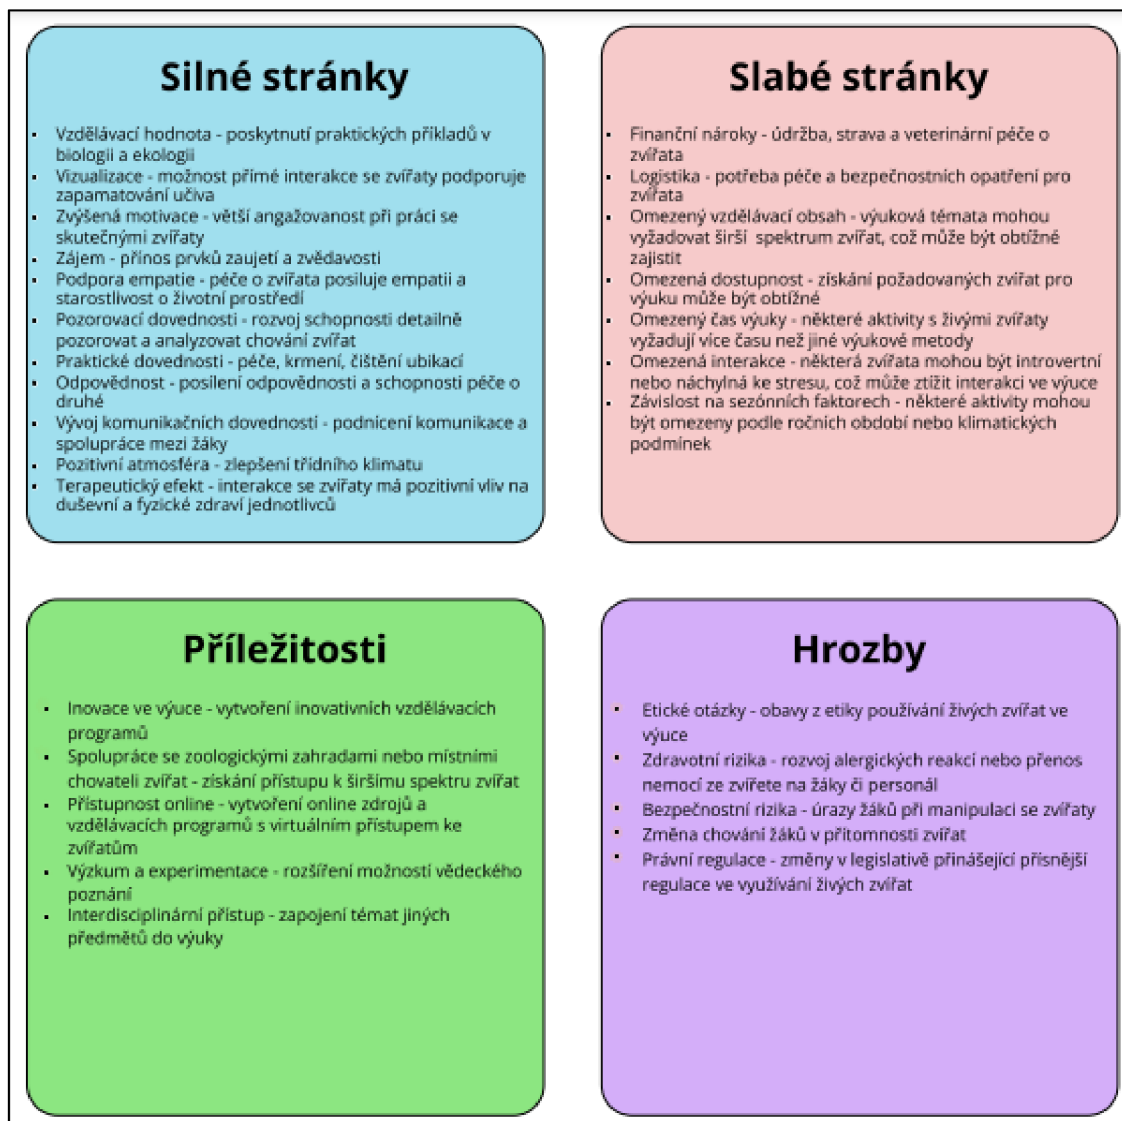 Silné stránky
▪ Vzdělávací hodnota - poskytnutí praktických příkladů v
biologii a ekologii
▪ Vizualizace - možnost přímé interakce se zvířaty podporuje
zapamatování učiva
▪ Zvýšená motivace - větší angažovanost při práci se
skutečnými zvířaty
▪ Zájem - přínos prvků zaujetí a zvědavosti
▪ Podpora empatie - péče o zvířata posiluje empatii a
starostlivost o životní prostředí
▪ Pozorovací dovednosti - rozvoj schopnosti detailně
pozorovat a analyzovat chování zvířat
▪ Praktické dovednosti - péče, krmení, čištění ubikací
▪ Odpovědnost - posílení odpovědnosti a schopnosti péče o
druhé
▪ Vývoj komunikačních dovedností - podnícení komunikace a
spolupráce mezi žáky
▪ Pozitivní atmosféra - zlepšení třídního klimatu
▪ Terapeutický efekt - interakce se zvířaty má pozitivní vliv na
duševní a fyzické zdraví jednotlivců
Slabé stránky
▪ Finanční nároky - údržba, strava a veterinární péče o
zvířata
▪ Logistika - potřeba péče a bezpečnostních opatření pro
zvířata
▪ Omezený vzdělávací obsah - výuková témata mohou
vyžadovat širší spektrum zvířat, což může být obtížné
zajistit
▪ Omezená dostupnost - získání požadovaných zvířat pro
výuku může být obtížné
▪ Omezený čas výuky - některé aktivity s živými zvířaty
vyžadují více času než jiné výukové metody
▪ Omezená interakce - některá zvířata mohou být introvertní
nebo náchylná ke stresu, což může ztížit interakci ve výuce
▪ Závislost na sezónních faktorech - některé aktivity mohou
být omezeny podle ročních období nebo klimatických
podmínek
Příležitosti
▪ Inovace ve výuce - vytvoření inovativních vzdělávacích
programů
▪ Spolupráce se zoologickými zahradami nebo místními
chovateli zvířat - získání přístupu k širšímu spektru zvířat
▪ Přístupnost online - vytvoření online zdrojů a
vzdělávacích programů s virtuálním přístupem ke
zvířatům
▪ Výzkum a experimentace - rozšíření možností vědeckého
poznání
▪ Interdisciplinární přístup - zapojení témat jiných
předmětů do výuky
Hrozby
▪ Etické otázky - obavy z etiky používání živých zvířat ve
výuce
▪ Zdravotní rizika - rozvoj alergických reakcí nebo přenos
nemocí ze zvířete na žáky či personál
▪ Bezpečnostní rizika - úrazy žáků při manipulaci se zvířaty
▪ Změna chování žáků v přítomnosti zvířat
▪ Právní regulace - změny v legislativě přinášející přísnější
regulace ve využívání živých zvířat